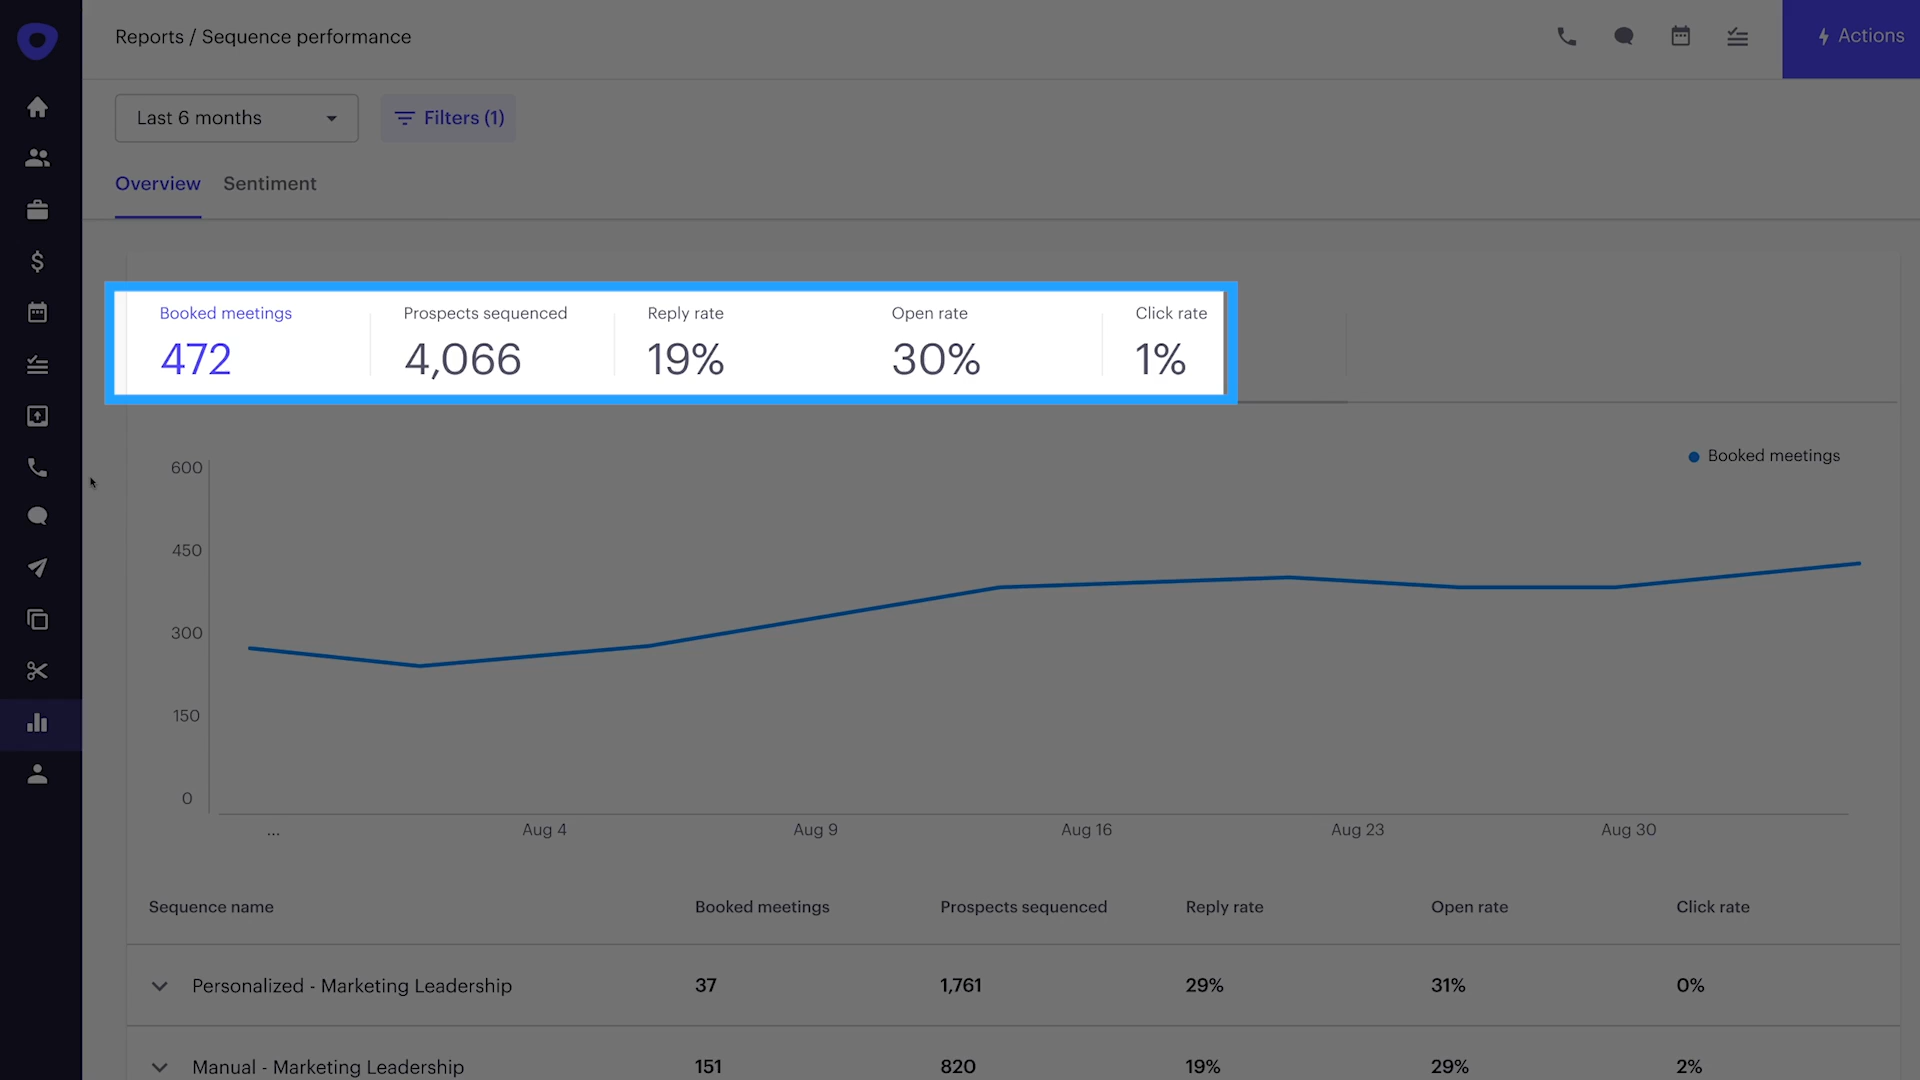 Reports / Sequence performance
Actions
Last 6 months
Filters (1)
Overview Sentiment
Booked meetings Prospects sequenced Reply rate Open rate Click rate
472 4,066 19% 30% 1%
Booked meetings
600
450
300
150
0
... Aug 4 Aug 9 Aug 16 Aug 23 Aug 30
Sequence name Booked meetings Prospects sequenced Reply rate Open rate Click rate
Personalized - Marketing Leadership 37 1,761 29% 31% 0%
Manual - Marketing Leadership 151 820 19% 29% 2%